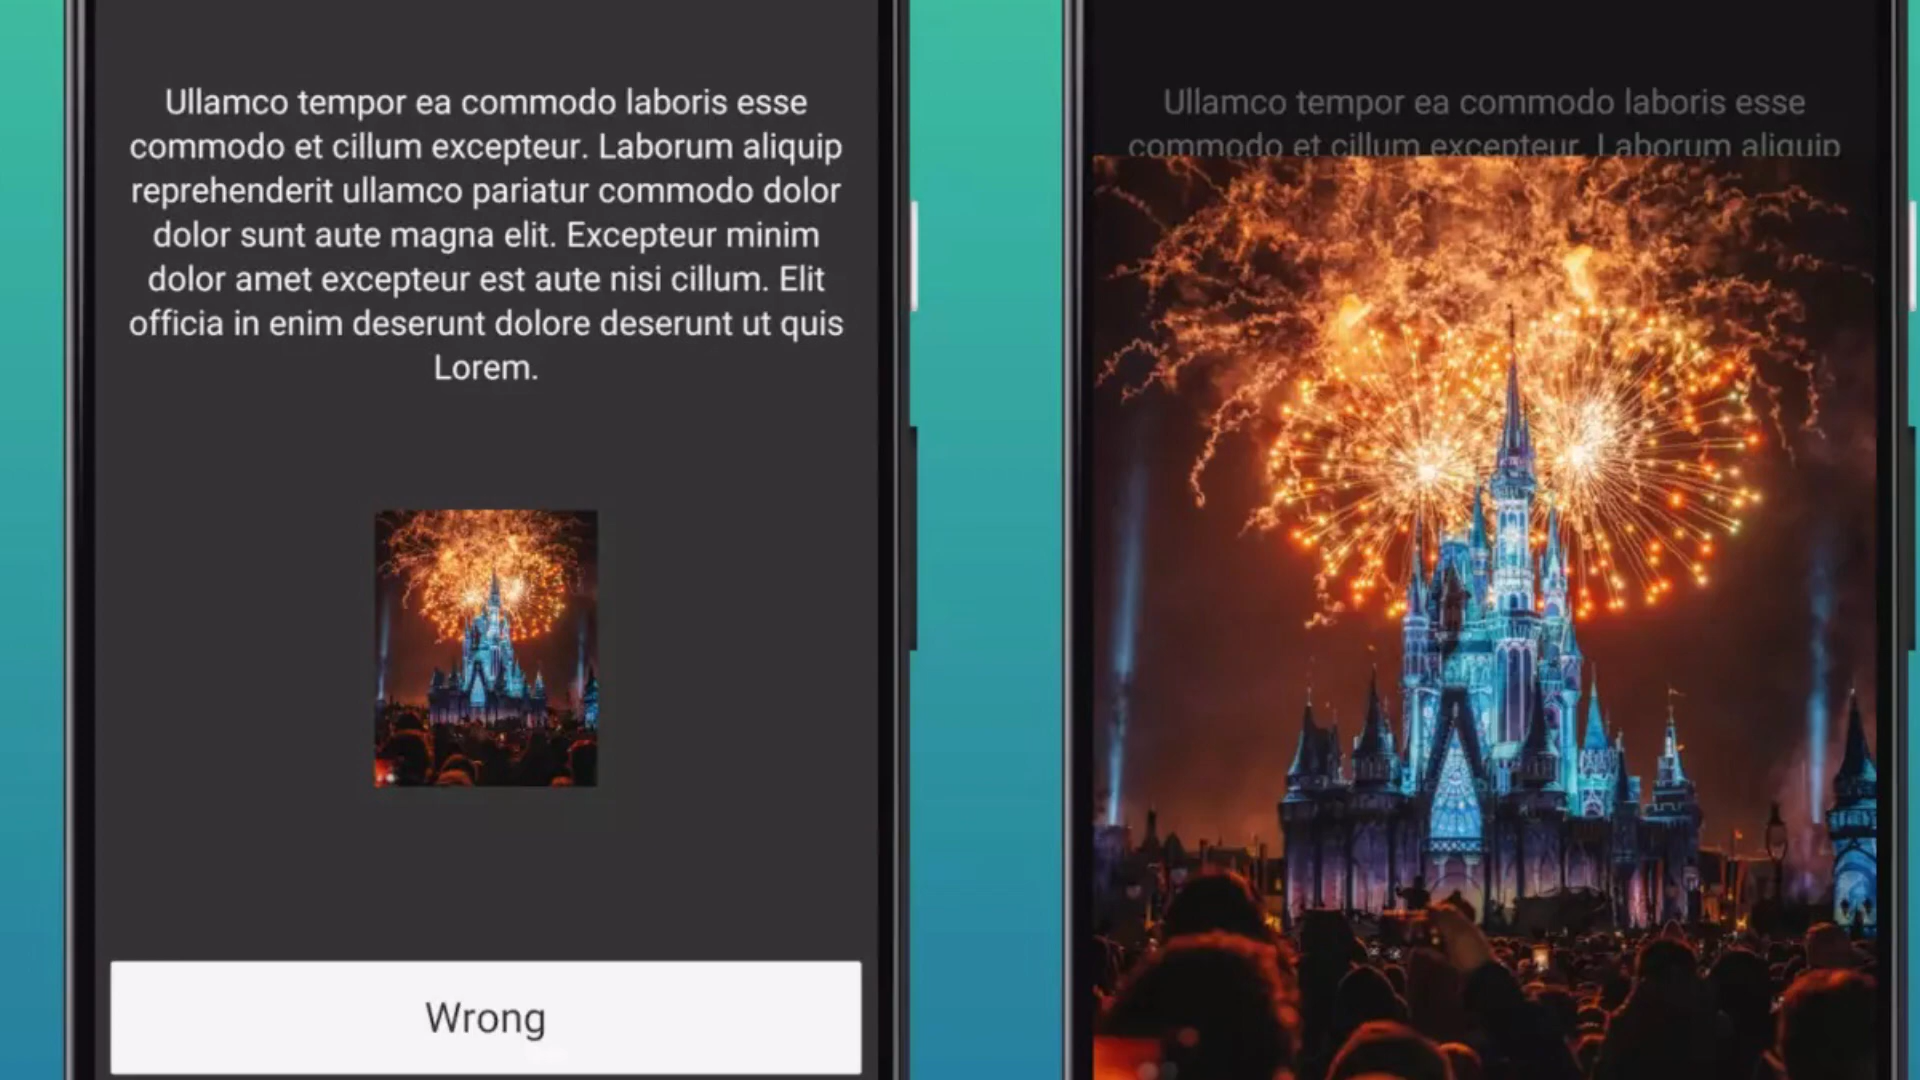 Ullamco tempor ea commodo laboris esse
commodo et cillum excepteur. Laborum aliquip
reprehenderit ullamco pariatur commodo dolor
dolor sunt aute magna elit. Excepteur minim
dolor amet excepteur est aute nisi cillum. Elit
officia in enim deserunt dolore deserunt ut quis
Lorem.
Wrong
Ullamco tempor ea commodo laboris esse
commodo et cillum excepteur. Laborum aliquip